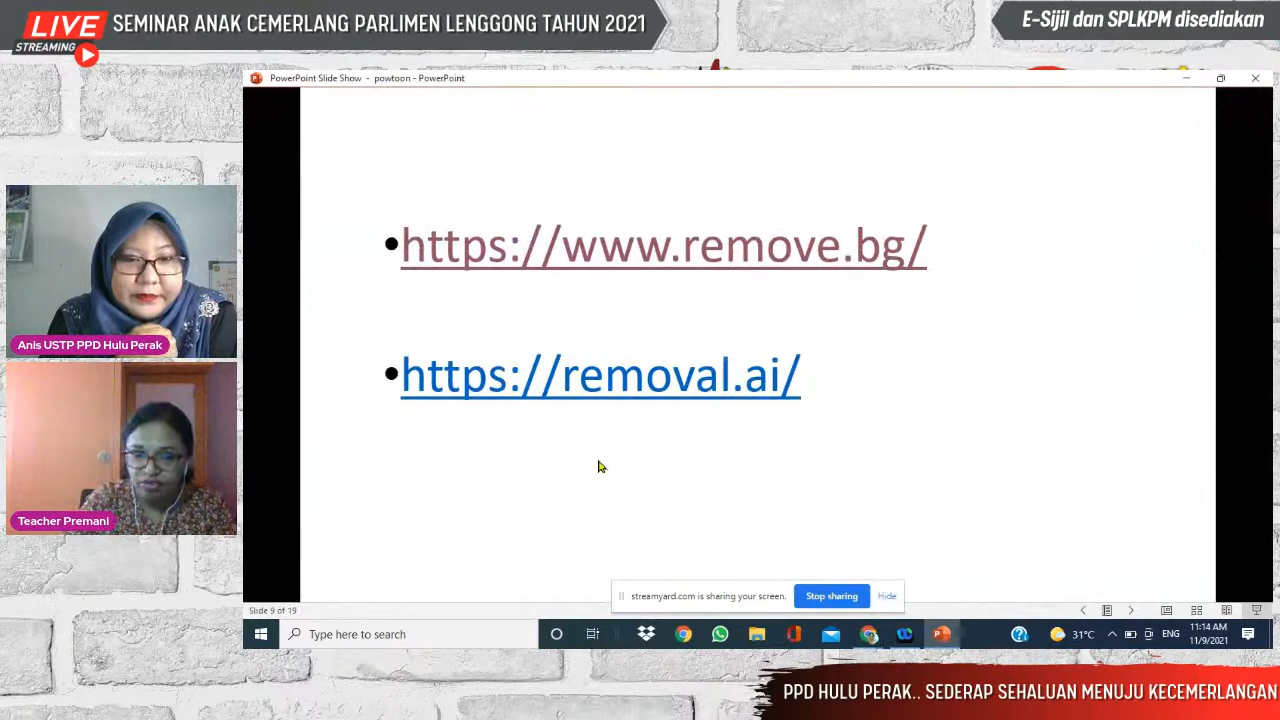 LIVE
STREAMING
SEMINAR ANAK CEMERLANG PARLIMEN LENGGONG TAHUN 2021
E-Sijil dan SPLKPM disediakan
PowerPoint Slide Show - powtoon - PowerPoint
•https://www.remove.bg/
•https://removal.ai/
Anis USTP PPD Hulu Perak
Teacher Premani
streamyard.com is sharing your screen.
Stop sharing
Hide
Slide 9 of 19
Type here to search
31°C
ENG
11:14 AM
11/9/2021
PPD HULU PERAK.. SEDERAP SEHALUAN MENUJU KECEMERLANGAN